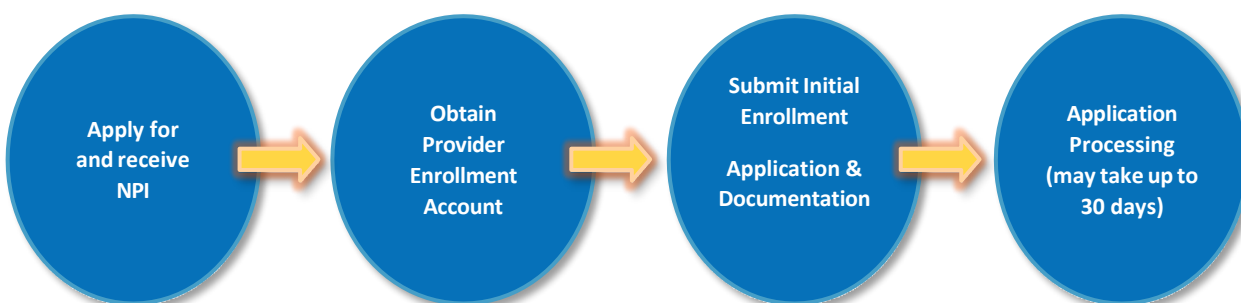 Apply for
and receive
NPI
Obtain
Provider
Enrollment
Account
Submit Initial
Enrollment
Application &
Documentation
Application
Processing
(may take up to
30 days)